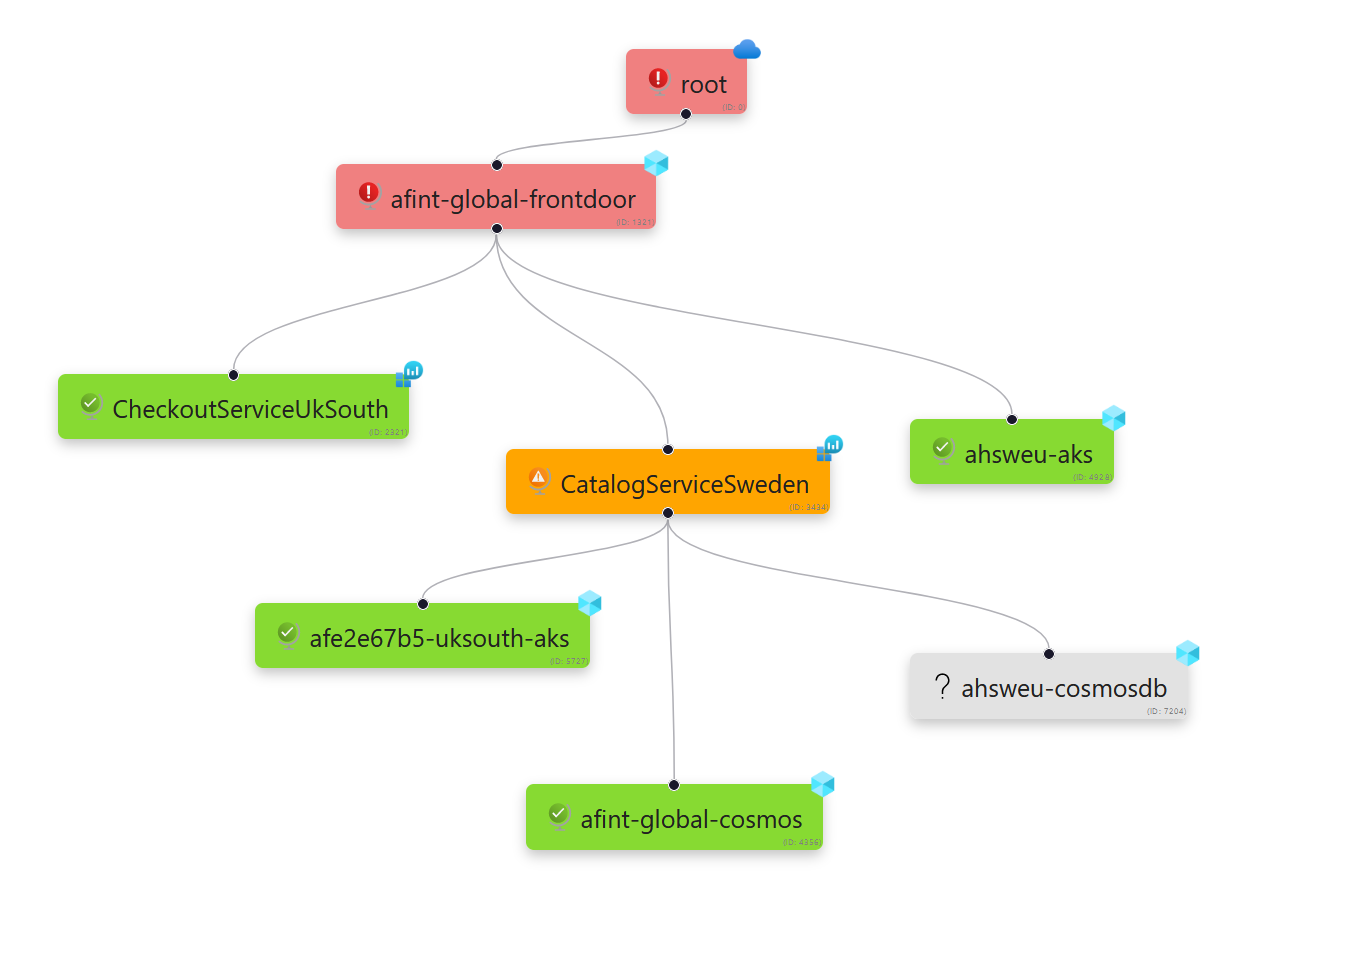 root
(ID: 0)
afint-global-frontdoor
(ID: 1321)
CheckoutServiceUkSouth
(ID: 2321)
ahsweu-aks
(ID: 4928)
CatalogServiceSweden
(ID: 3434)
afe2e67b5-uksouth-aks
(ID: 5727)
? ahsweu-cosmosdb
(ID: 7204)
afint-global-cosmos
(ID: 4356)